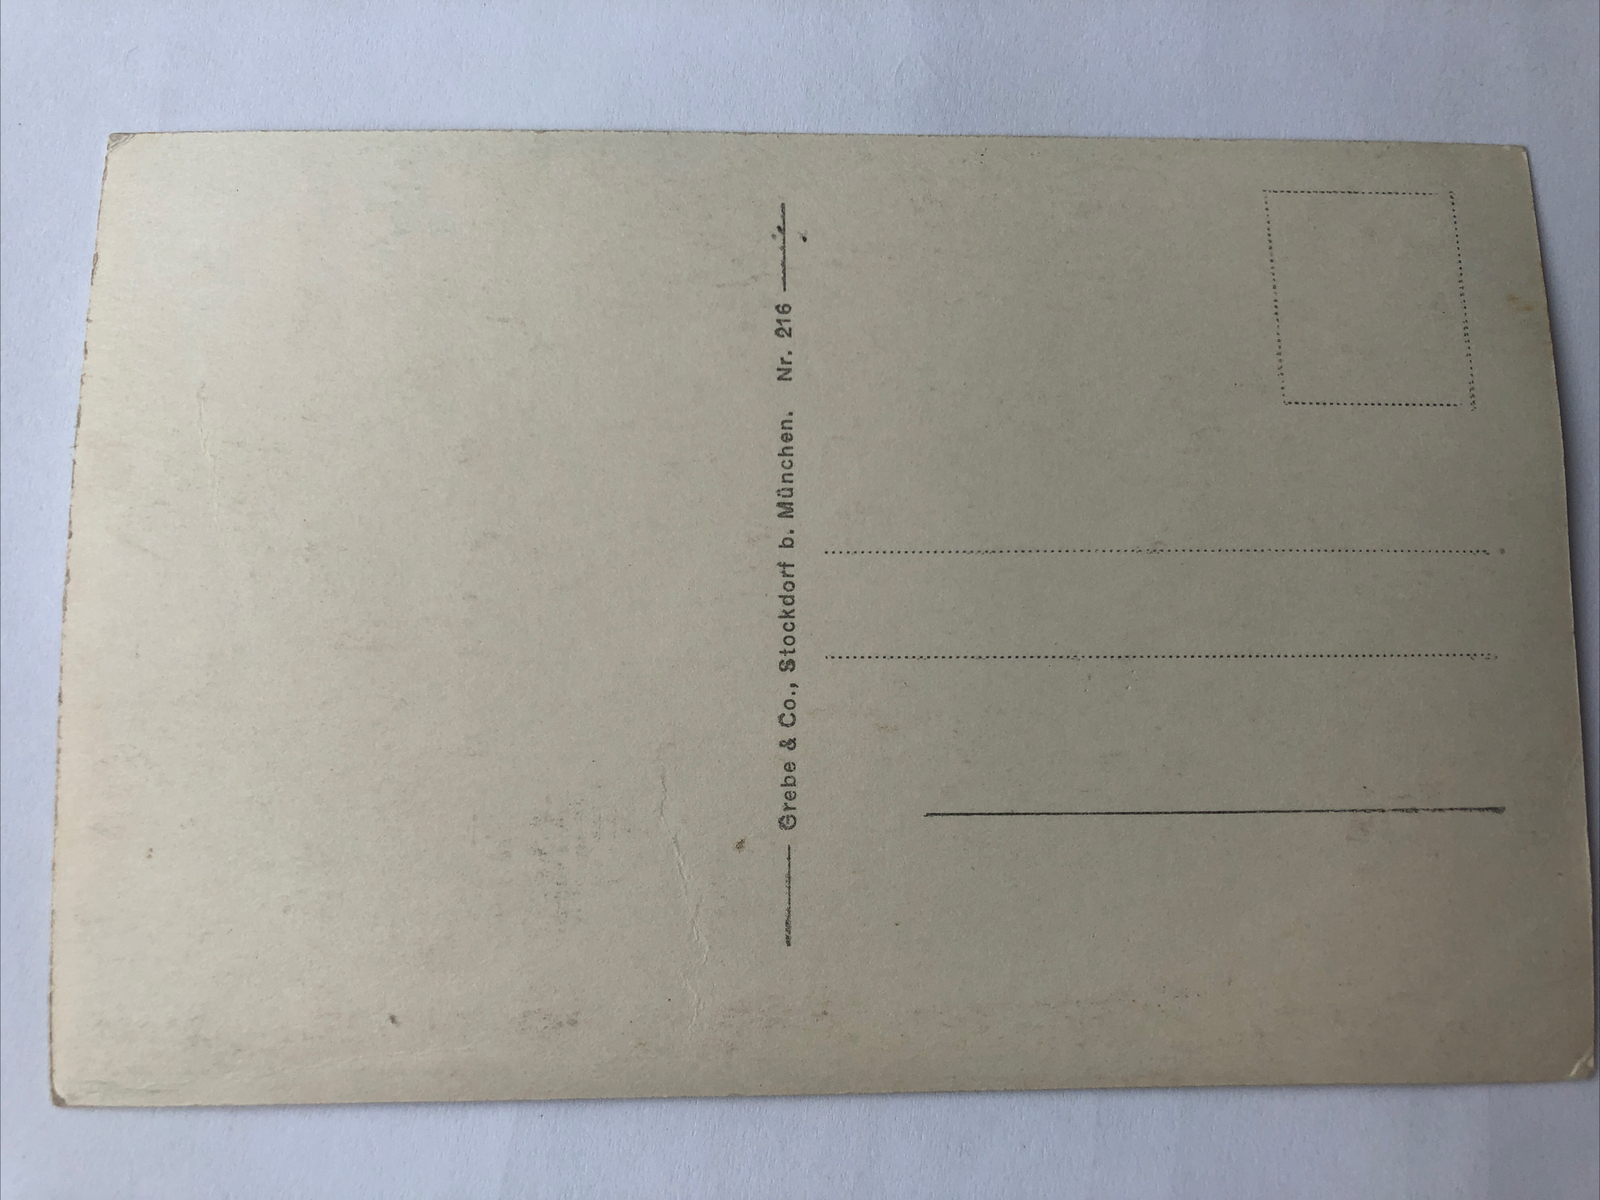 Grebe & Co., Stockdorf b. München. Nr. 216